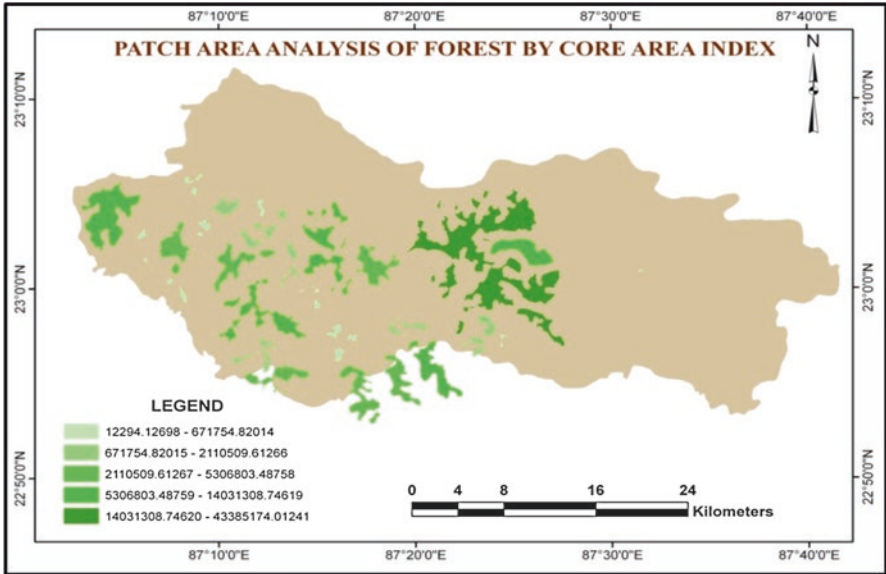 87°10'0"E 87°20'0"E 87°30'0"E 87°40'0"E
PATCH AREA ANALYSIS OF FOREST BY CORE AREA INDEX
N
23°10'0"N 23°10'0"N
23°0'0"N 23°0'0"N
LEGEND
12294.12698 - 671754.82014
671754.82015 - 2110509.61266
2110509.61267 - 5306803.48758
5306803.48759 - 14031308.74619
14031308.74620 - 43385174.01241
22°50'0"N 22°50'0"N
0 4 8 16 24
Kilometers
87°10'0"E 87°20'0"E 87°30'0"E 87°40'0"E